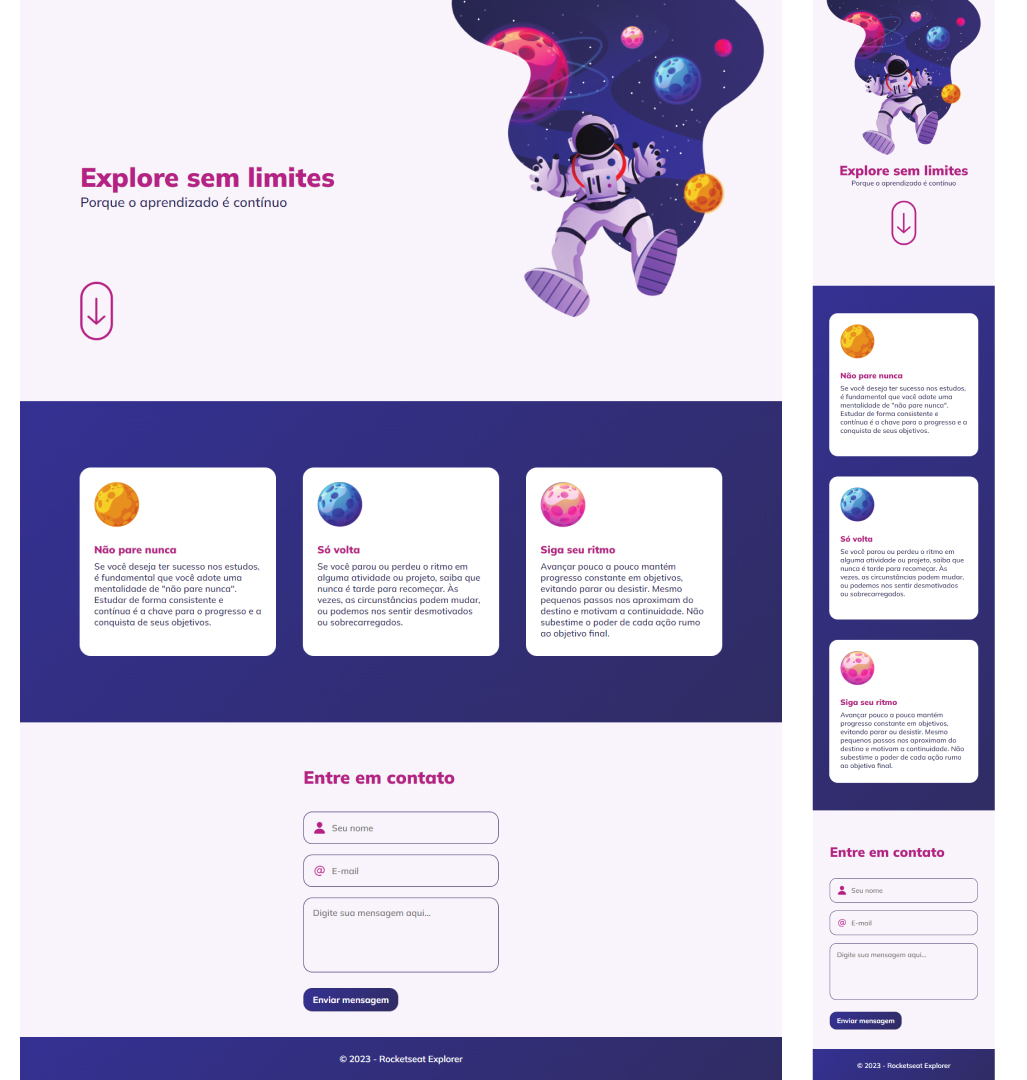 Explore sem limites
Porque o aprendizado é contínuo
Não pare nunca
Se você deseja ter sucesso nos estudos,
é fundamental que você adote uma
mentalidade de "não pare nunca".
Estudar de forma consistente e
contínua é a chave para o progresso e a
conquista de seus objetivos.
Só volta
Se você parou ou perdeu o ritmo em
alguma atividade ou projeto, saiba que
nunca é tarde para recomeçar. Às
vezes, as circunstâncias podem mudar,
ou podemos nos sentir desmotivados
ou sobrecarregados.
Siga seu ritmo
Avançar pouco a pouco mantém
progresso constante em objetivos,
evitando parar ou desistir. Mesmo
pequenos passos nos aproximam do
destino e motivam a continuidade. Não
subestime o poder de cada ação rumo
ao objetivo final.
Entre em contato
Seu nome
@ E-mail
Digite sua mensagem aqui...
Enviar mensagem
© 2023 - Rocketseat Explorer
Explore sem limites
Porque o aprendizado é contínuo
Não pare nunca
Se você deseja ter sucesso nos estudos,
é fundamental que você adote uma
mentalidade de "não pare nunca".
Estudar de forma consistente e
contínua é a chave para o progresso e a
conquista de seus objetivos.
Só volta
Se você parou ou perdeu o ritmo em
alguma atividade ou projeto, saiba que
nunca é tarde para recomeçar. Às
vezes, as circunstâncias podem mudar,
ou podemos nos sentir desmotivados
ou sobrecarregados.
Siga seu ritmo
Avançar pouco a pouco mantém
progresso constante em objetivos,
evitando parar ou desistir. Mesmo
pequenos passos nos aproximam do
destino e motivam a continuidade. Não
subestime o poder de cada ação rumo
ao objetivo final.
Entre em contato
Seu nome
@ E-mail
Digite sua mensagem aqui...
Enviar mensagem
© 2023 - Rocketseat Explorer